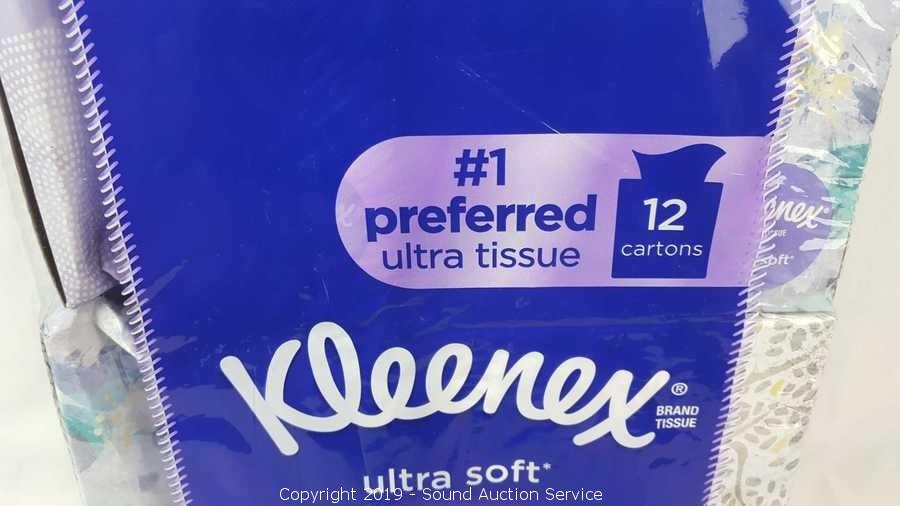 #1
preferred
ultra tissue
12
cartons
Kleenex®
BRAND
TISSUE
ultra soft*
Copyright 2019 - Sound Auction Service